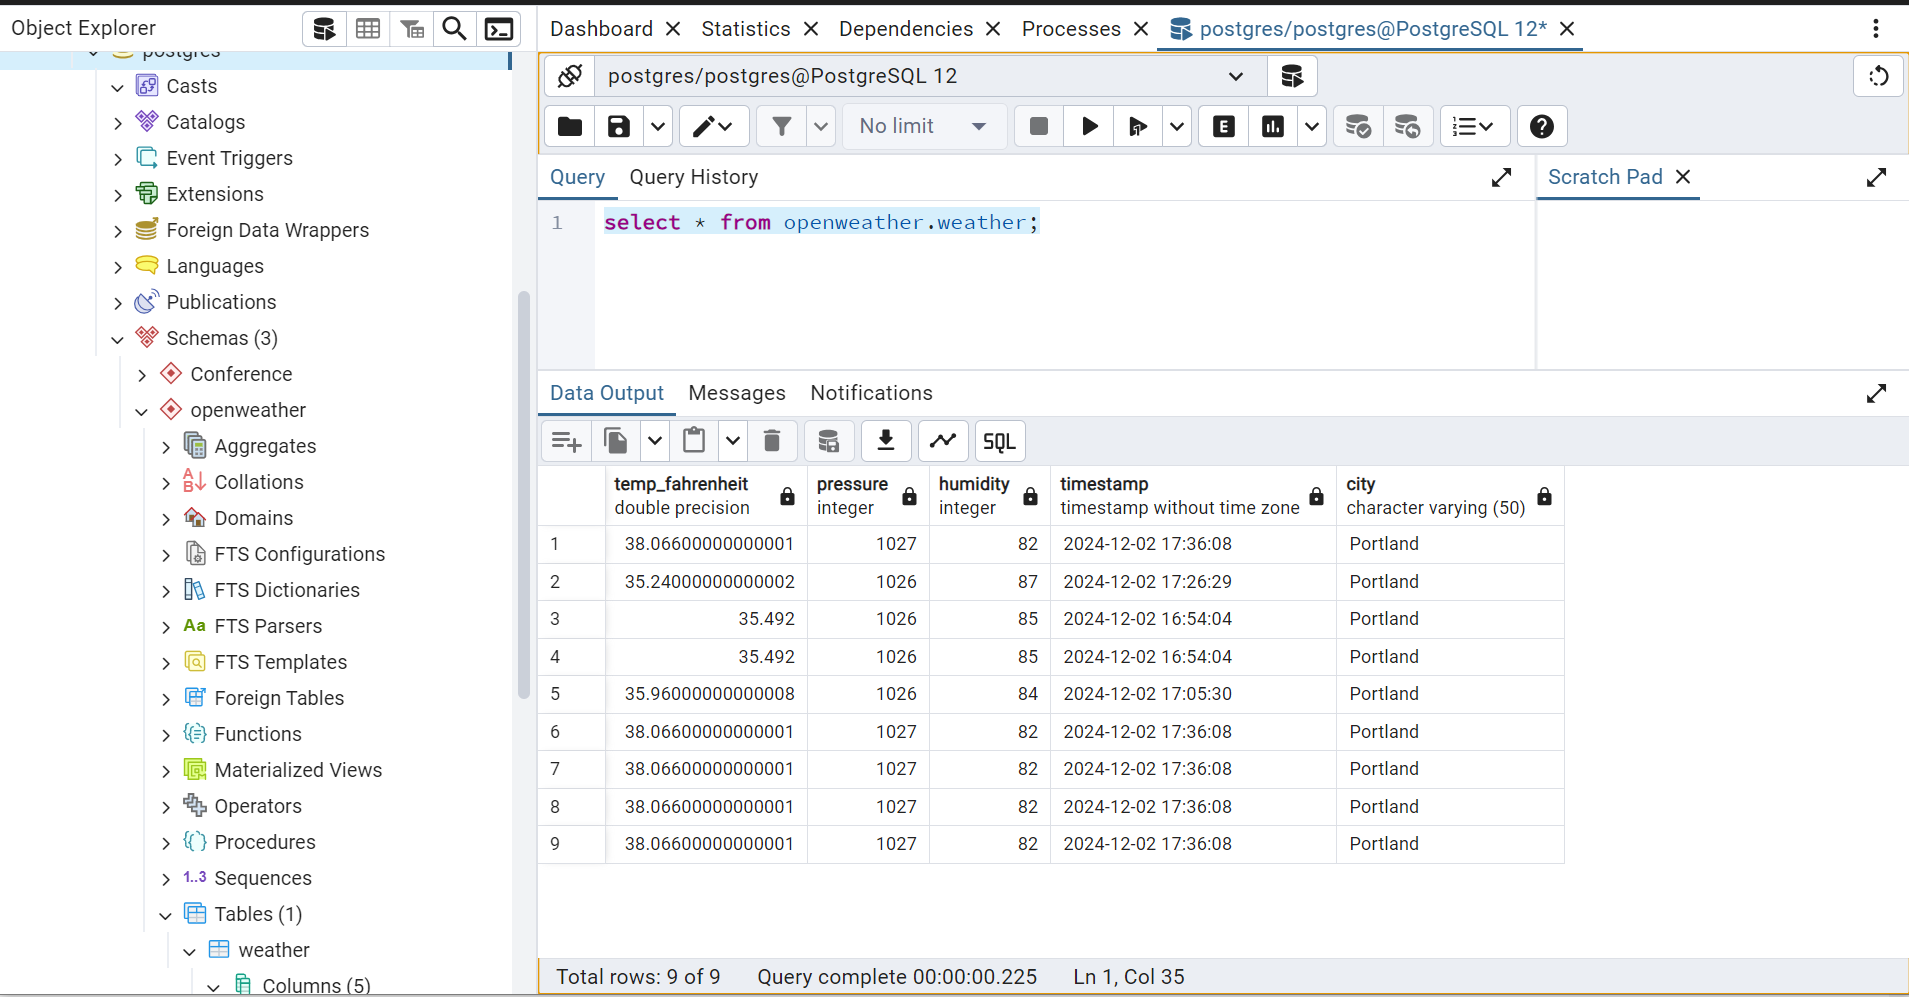 Object Explorer
postgres
Casts
Catalogs
Event Triggers
Extensions
Foreign Data Wrappers
Languages
Publications
Schemas (3)
Conference
openweather
Aggregates
Collations
Domains
FTS Configurations
FTS Dictionaries
Aa FTS Parsers
FTS Templates
Foreign Tables
Functions
Materialized Views
Operators
Procedures
1..3 Sequences
Tables (1)
weather
Columns (5)
Dashboard Statistics Dependencies Processes postgres/postgres@PostgreSQL 12*
postgres/postgres@PostgreSQL 12
No limit E
Query Query History Scratch Pad
1 select * from openweather.weather;
Data Output Messages Notifications
SQL
temp_fahrenheit pressure humidity timestamp city
double precision integer integer timestamp without time zone character varying (50)
1 38.06600000000001 1027 82 2024-12-02 17:36:08 Portland
2 35.24000000000002 1026 87 2024-12-02 17:26:29 Portland
3 35.492 1026 85 2024-12-02 16:54:04 Portland
4 35.492 1026 85 2024-12-02 16:54:04 Portland
5 35.96000000000008 1026 84 2024-12-02 17:05:30 Portland
6 38.06600000000001 1027 82 2024-12-02 17:36:08 Portland
7 38.06600000000001 1027 82 2024-12-02 17:36:08 Portland
8 38.06600000000001 1027 82 2024-12-02 17:36:08 Portland
9 38.06600000000001 1027 82 2024-12-02 17:36:08 Portland
Total rows: 9 of 9 Query complete 00:00:00.225 Ln 1, Col 35